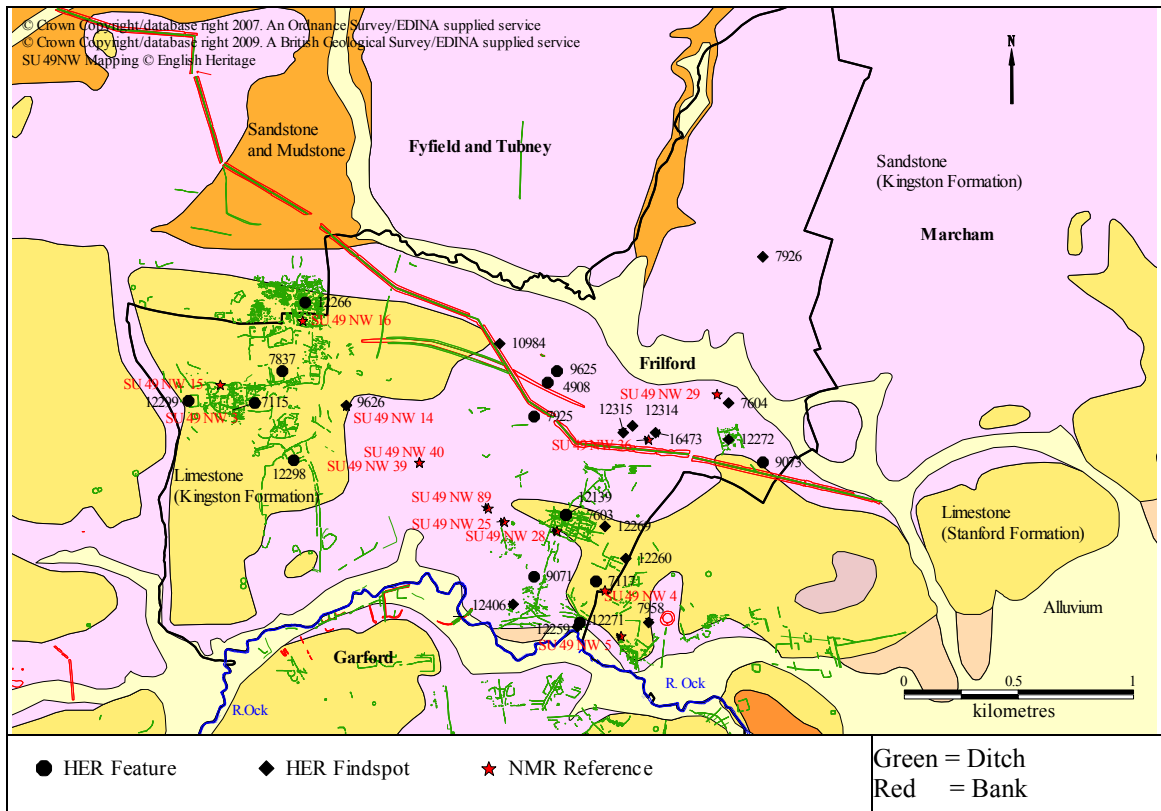 © Crown Copyright/database right 2007. An Ordnance Survey/EDINA supplied service
© Crown Copyright/database right 2009. A British Geological Survey/EDINA supplied service
SU 49NW Mapping © English Heritage
N
Sandstone
and Mudstone
Fyfield and Tubney
Sandstone
(Kingston Formation)
Marcham
7926
12266
SU 49 NW 16
10984
7837
9625
4908
Frilford
SU 49 NW 15
SU 49 NW 29
7604
12299
7115
9626
SU 49 NW 14
7925
12315
12314
16473
SU 49 NW 36
12272
9073
SU 49 NW 40
SU 49 NW 39
12298
Limestone
(Kingston Formation)
SU 49 NW 89
SU 49 NW 25
SU 49 NW 28
12139
7603
12269
Limestone
(Stanford Formation)
12260
9071
7117
SU 49 NW 4
12406
7958
Alluvium
12271
12259
SU 49 NW 5
Garford
R. Ock
R.Ock
0
0.5
1
kilometres
HER Feature
HER Findspot
NMR Reference
Green = Ditch
Red = Bank